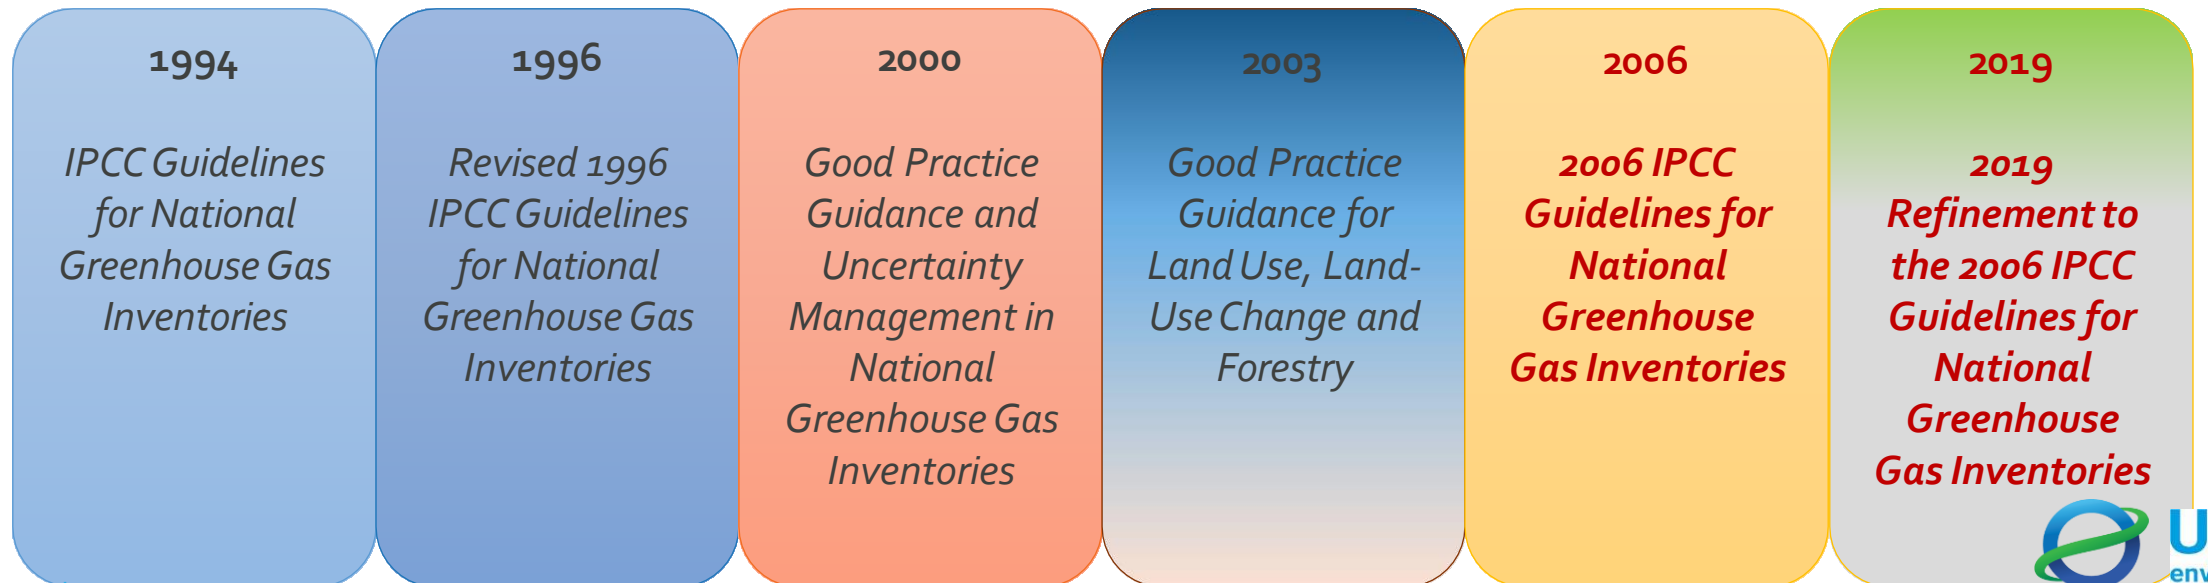 1994
IPCC Guidelines
for National
Greenhouse Gas
Inventories
1996
Revised 1996
IPCC Guidelines
for National
Greenhouse Gas
Inventories
2000
Good Practice
Guidance and
Uncertainty
Management in
National
Greenhouse Gas
Inventories
2003
Good Practice
Guidance for
Land Use, Land-
Use Change and
Forestry
2006
2006 IPCC
Guidelines for
National
Greenhouse
Gas Inventories
2019
2019
Refinement to
the 2006 IPCC
Guidelines for
National
Greenhouse
Gas Inventories
U
env